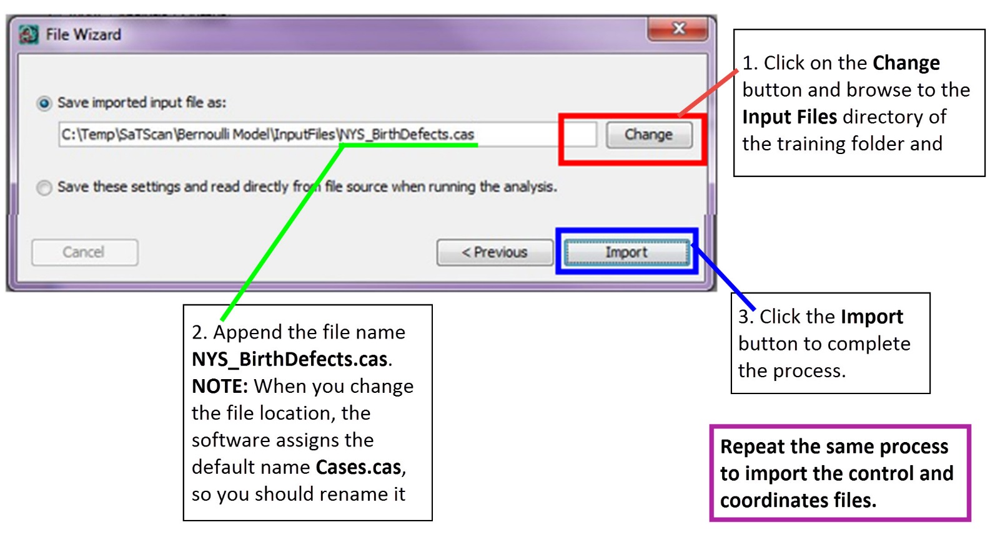 File Wizard
Save imported input file as:
C:\Temp\SaTScan\Bernoulli Model\InputFiles\NYS_BirthDefects.cas
Change
Save these settings and read directly from file source when running the analysis.
Cancel
< Previous
Import
1. Click on the Change
button and browse to the
Input Files directory of
the training folder and
2. Append the file name
NYS_BirthDefects.cas.
NOTE: When you change
the file location, the
software assigns the
default name Cases.cas,
so you should rename it
3. Click the Import
button to complete
the process.
Repeat the same process
to import the control and
coordinates files.